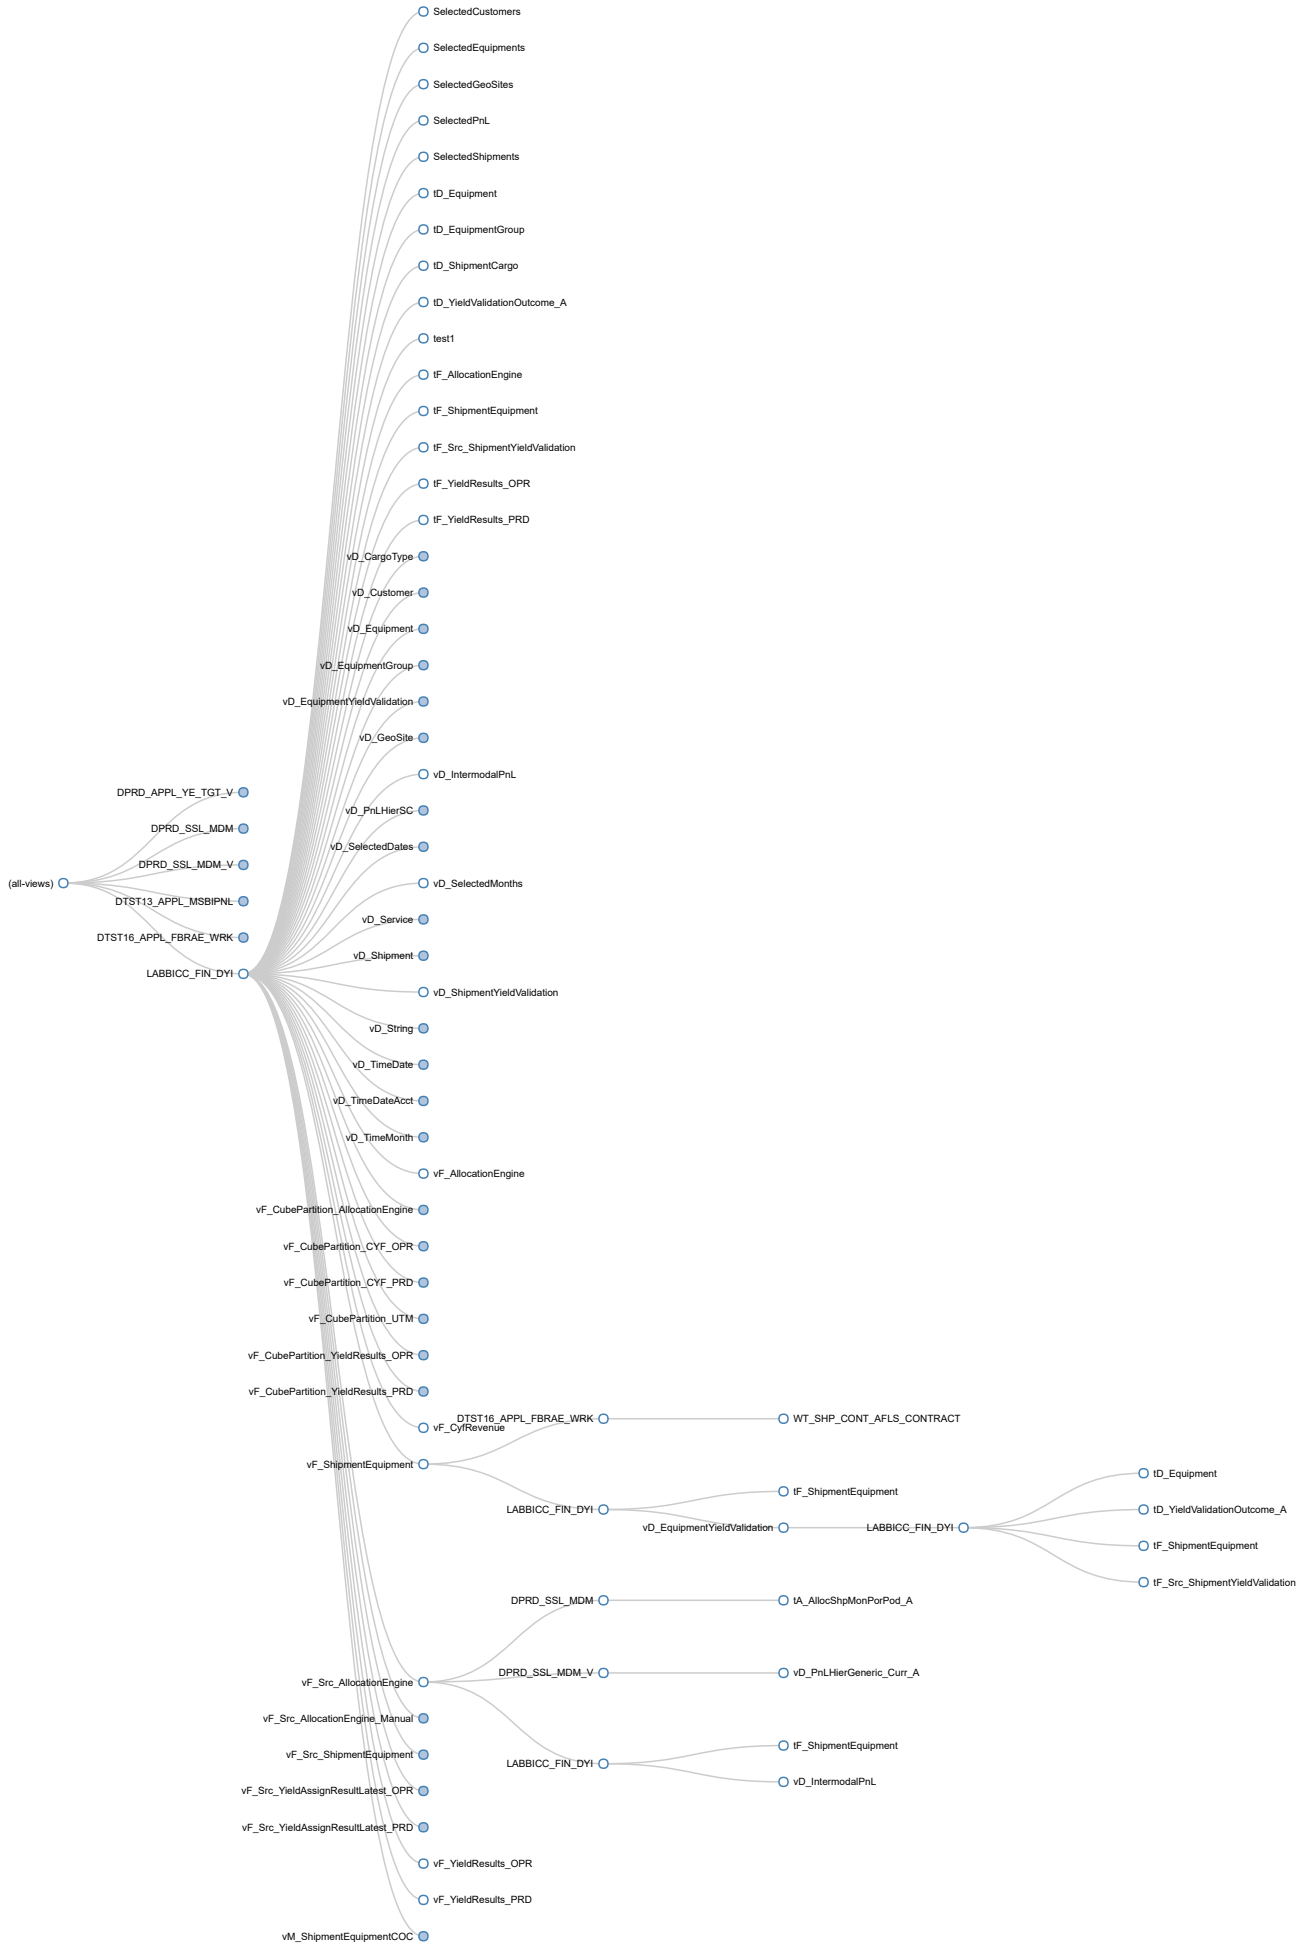 SelectedCustomers
SelectedEquipments
SelectedGeoSites
SelectedPnL
SelectedShipments
tD_Equipment
tD_EquipmentGroup
tD_ShipmentCargo
tD_YieldValidationOutcome_A
test1
tF_AllocationEngine
tF_ShipmentEquipment
tF_Src_ShipmentYieldValidation
tF_YieldResults_OPR
tF_YieldResults_PRD
vD_CargoType
vD_Customer
vD_Equipment
vD_EquipmentGroup
vD_EquipmentYieldValidation
vD_GeoSite
vD_IntermodalPnL
DPRD_APPL_YE_TGT_V
vD_PnLHierSC
DPRD_SSL_MDM
vD_SelectedDates
DPRD_SSL_MDM_V
(all-views)
vD_SelectedMonths
DTST13_APPL_MSBIPNL
vD_Service
DTST16_APPL_FBRAE_WRK
vD_Shipment
LABBICC_FIN_DYI
vD_ShipmentYieldValidation
vD_String
vD_TimeDate
vD_TimeDateAcct
vD_TimeMonth
vF_AllocationEngine
vF_CubePartition_AllocationEngine
vF_CubePartition_CYF_OPR
vF_CubePartition_CYF_PRD
vF_CubePartition_UTM
vF_CubePartition_YieldResults_OPR
vF_CubePartition_YieldResults_PRD
DTST16_APPL_FBRAE_WRK
WT_SHP_CONT_AFLS_CONTRACT
vF_CyfRevenue
vF_ShipmentEquipment
tD_Equipment
tF_ShipmentEquipment
LABBICC_FIN_DYI
tD_YieldValidationOutcome_A
vD_EquipmentYieldValidation
LABBICC_FIN_DYI
tF_ShipmentEquipment
tF_Src_ShipmentYieldValidation
DPRD_SSL_MDM
tA_AllocShpMonPorPod_A
DPRD_SSL_MDM_V
vD_PnLHierGeneric_Curr_A
vF_Src_AllocationEngine
vF_Src_AllocationEngine_Manual
tF_ShipmentEquipment
vF_Src_ShipmentEquipment
LABBICC_FIN_DYI
vD_IntermodalPnL
vF_Src_YieldAssignResultLatest_OPR
vF_Src_YieldAssignResultLatest_PRD
vF_YieldResults_OPR
vF_YieldResults_PRD
vM_ShipmentEquipmentCOC